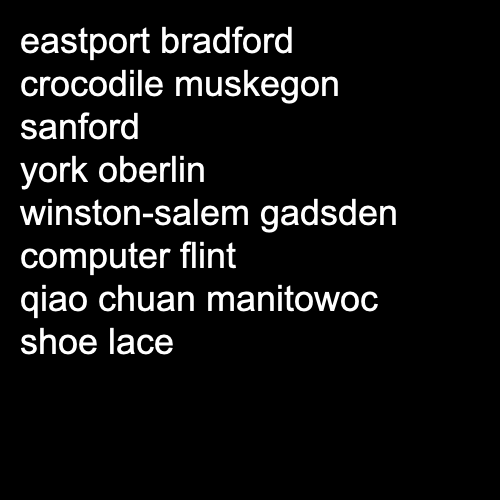 eastport bradford
crocodile muskegon
sanford
york oberlin
winston-salem gadsden
computer flint
qiao chuan manitowoc
shoe lace